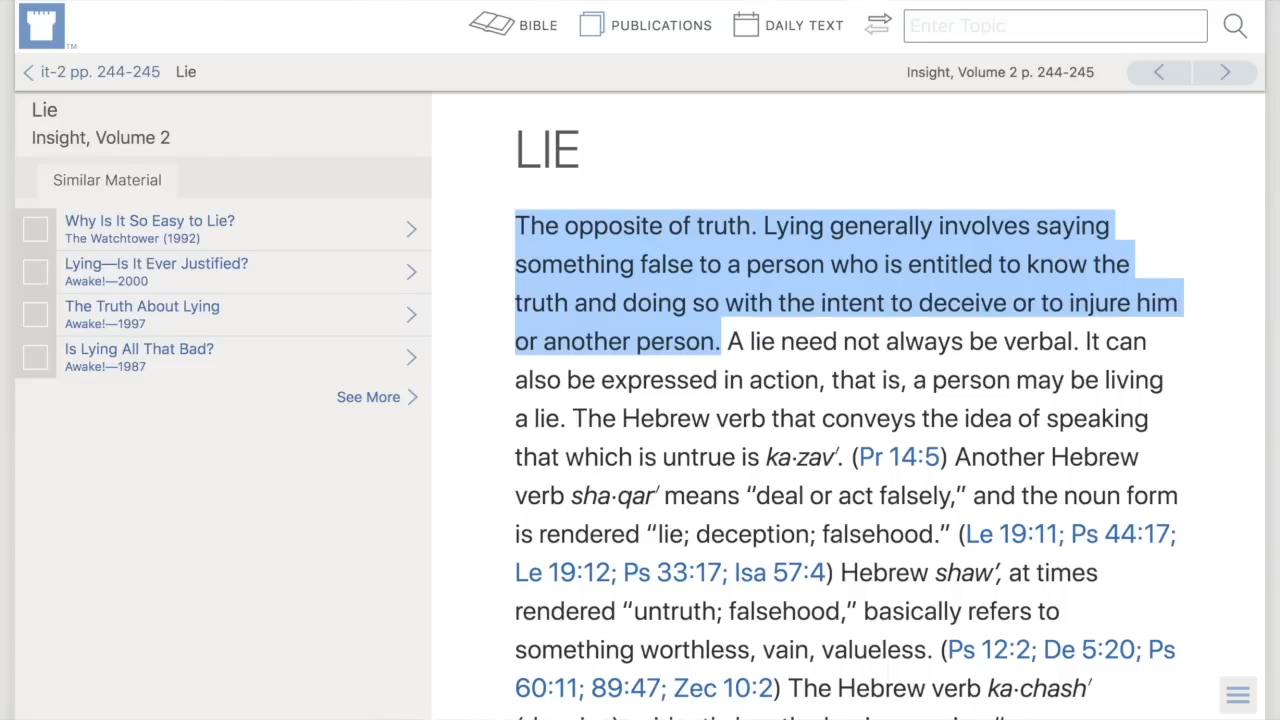 TM
BIBLE
PUBLICATIONS
DAILY TEXT
Enter Topic
it-2 pp. 244-245
Lie
Insight, Volume 2 p. 244-245
Lie
Insight, Volume 2
Similar Material
Why Is It So Easy to Lie?
The Watchtower (1992)
Lying—Is It Ever Justified?
Awake!—2000
The Truth About Lying
Awake!—1997
Is Lying All That Bad?
Awake!—1987
See More
LIE
The opposite of truth. Lying generally involves saying
something false to a person who is entitled to know the
truth and doing so with the intent to deceive or to injure him
or another person. A lie need not always be verbal. It can
also be expressed in action, that is, a person may be living
a lie. The Hebrew verb that conveys the idea of speaking
that which is untrue is ka·zavʹ. (Pr 14:5) Another Hebrew
verb sha·qarʹ means “deal or act falsely,” and the noun form
is rendered “lie; deception; falsehood.” (Le 19:11; Ps 44:17;
Le 19:12; Ps 33:17; Isa 57:4) Hebrew shawʼ, at times
rendered “untruth; falsehood,” basically refers to
something worthless, vain, valueless. (Ps 12:2; De 5:20; Ps
60:11; 89:47; Zec 10:2) The Hebrew verb ka·chashʹ